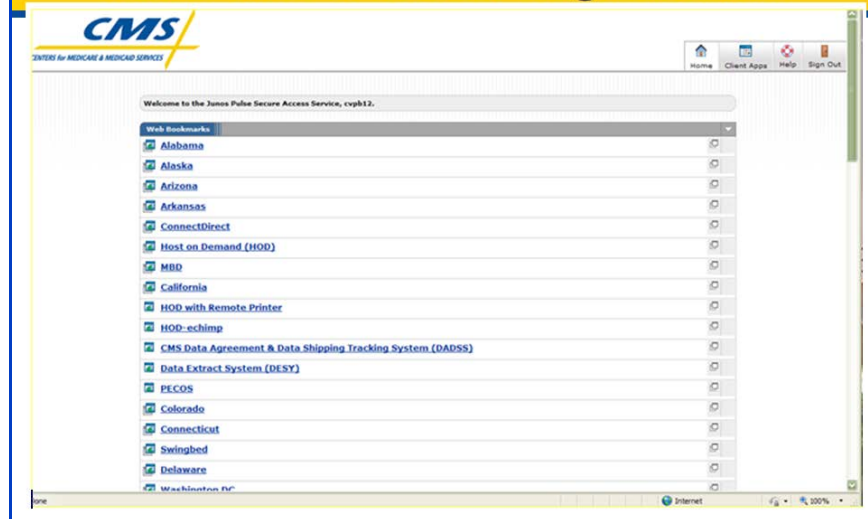 CMS
CENTERS for MEDICARE & MEDICAID SERVICES
Home Client Apps Help Sign Out
Welcome to the Junos Pulse Secure Access Service, cvpb12.
Web Bookmarks
Alabama
Alaska
Arizona
Arkansas
ConnectDirect
Host on Demand (HOD)
MBD
California
HOD with Remote Printer
HOD-echimp
CMS Data Agreement & Data Shipping Tracking System (DADSS)
Data Extract System (DESY)
PECOS
Colorado
Connecticut
Swingbed
Delaware
Washington DC
one Internet 100%